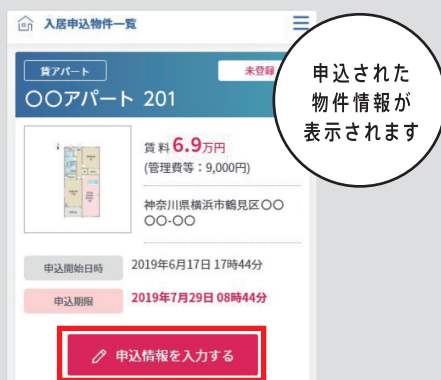 入居申込物件一覧
貸アパート
未登録
〇〇アパート 201
賃料6.9万円
(管理費等：9,000円)
神奈川県横浜市鶴見区〇〇
〇〇-〇〇
申込開始日時 2019年6月17日 17時44分
申込期限 2019年7月29日 08時44分
申込情報を入力する
申込された
物件情報が
表示されます